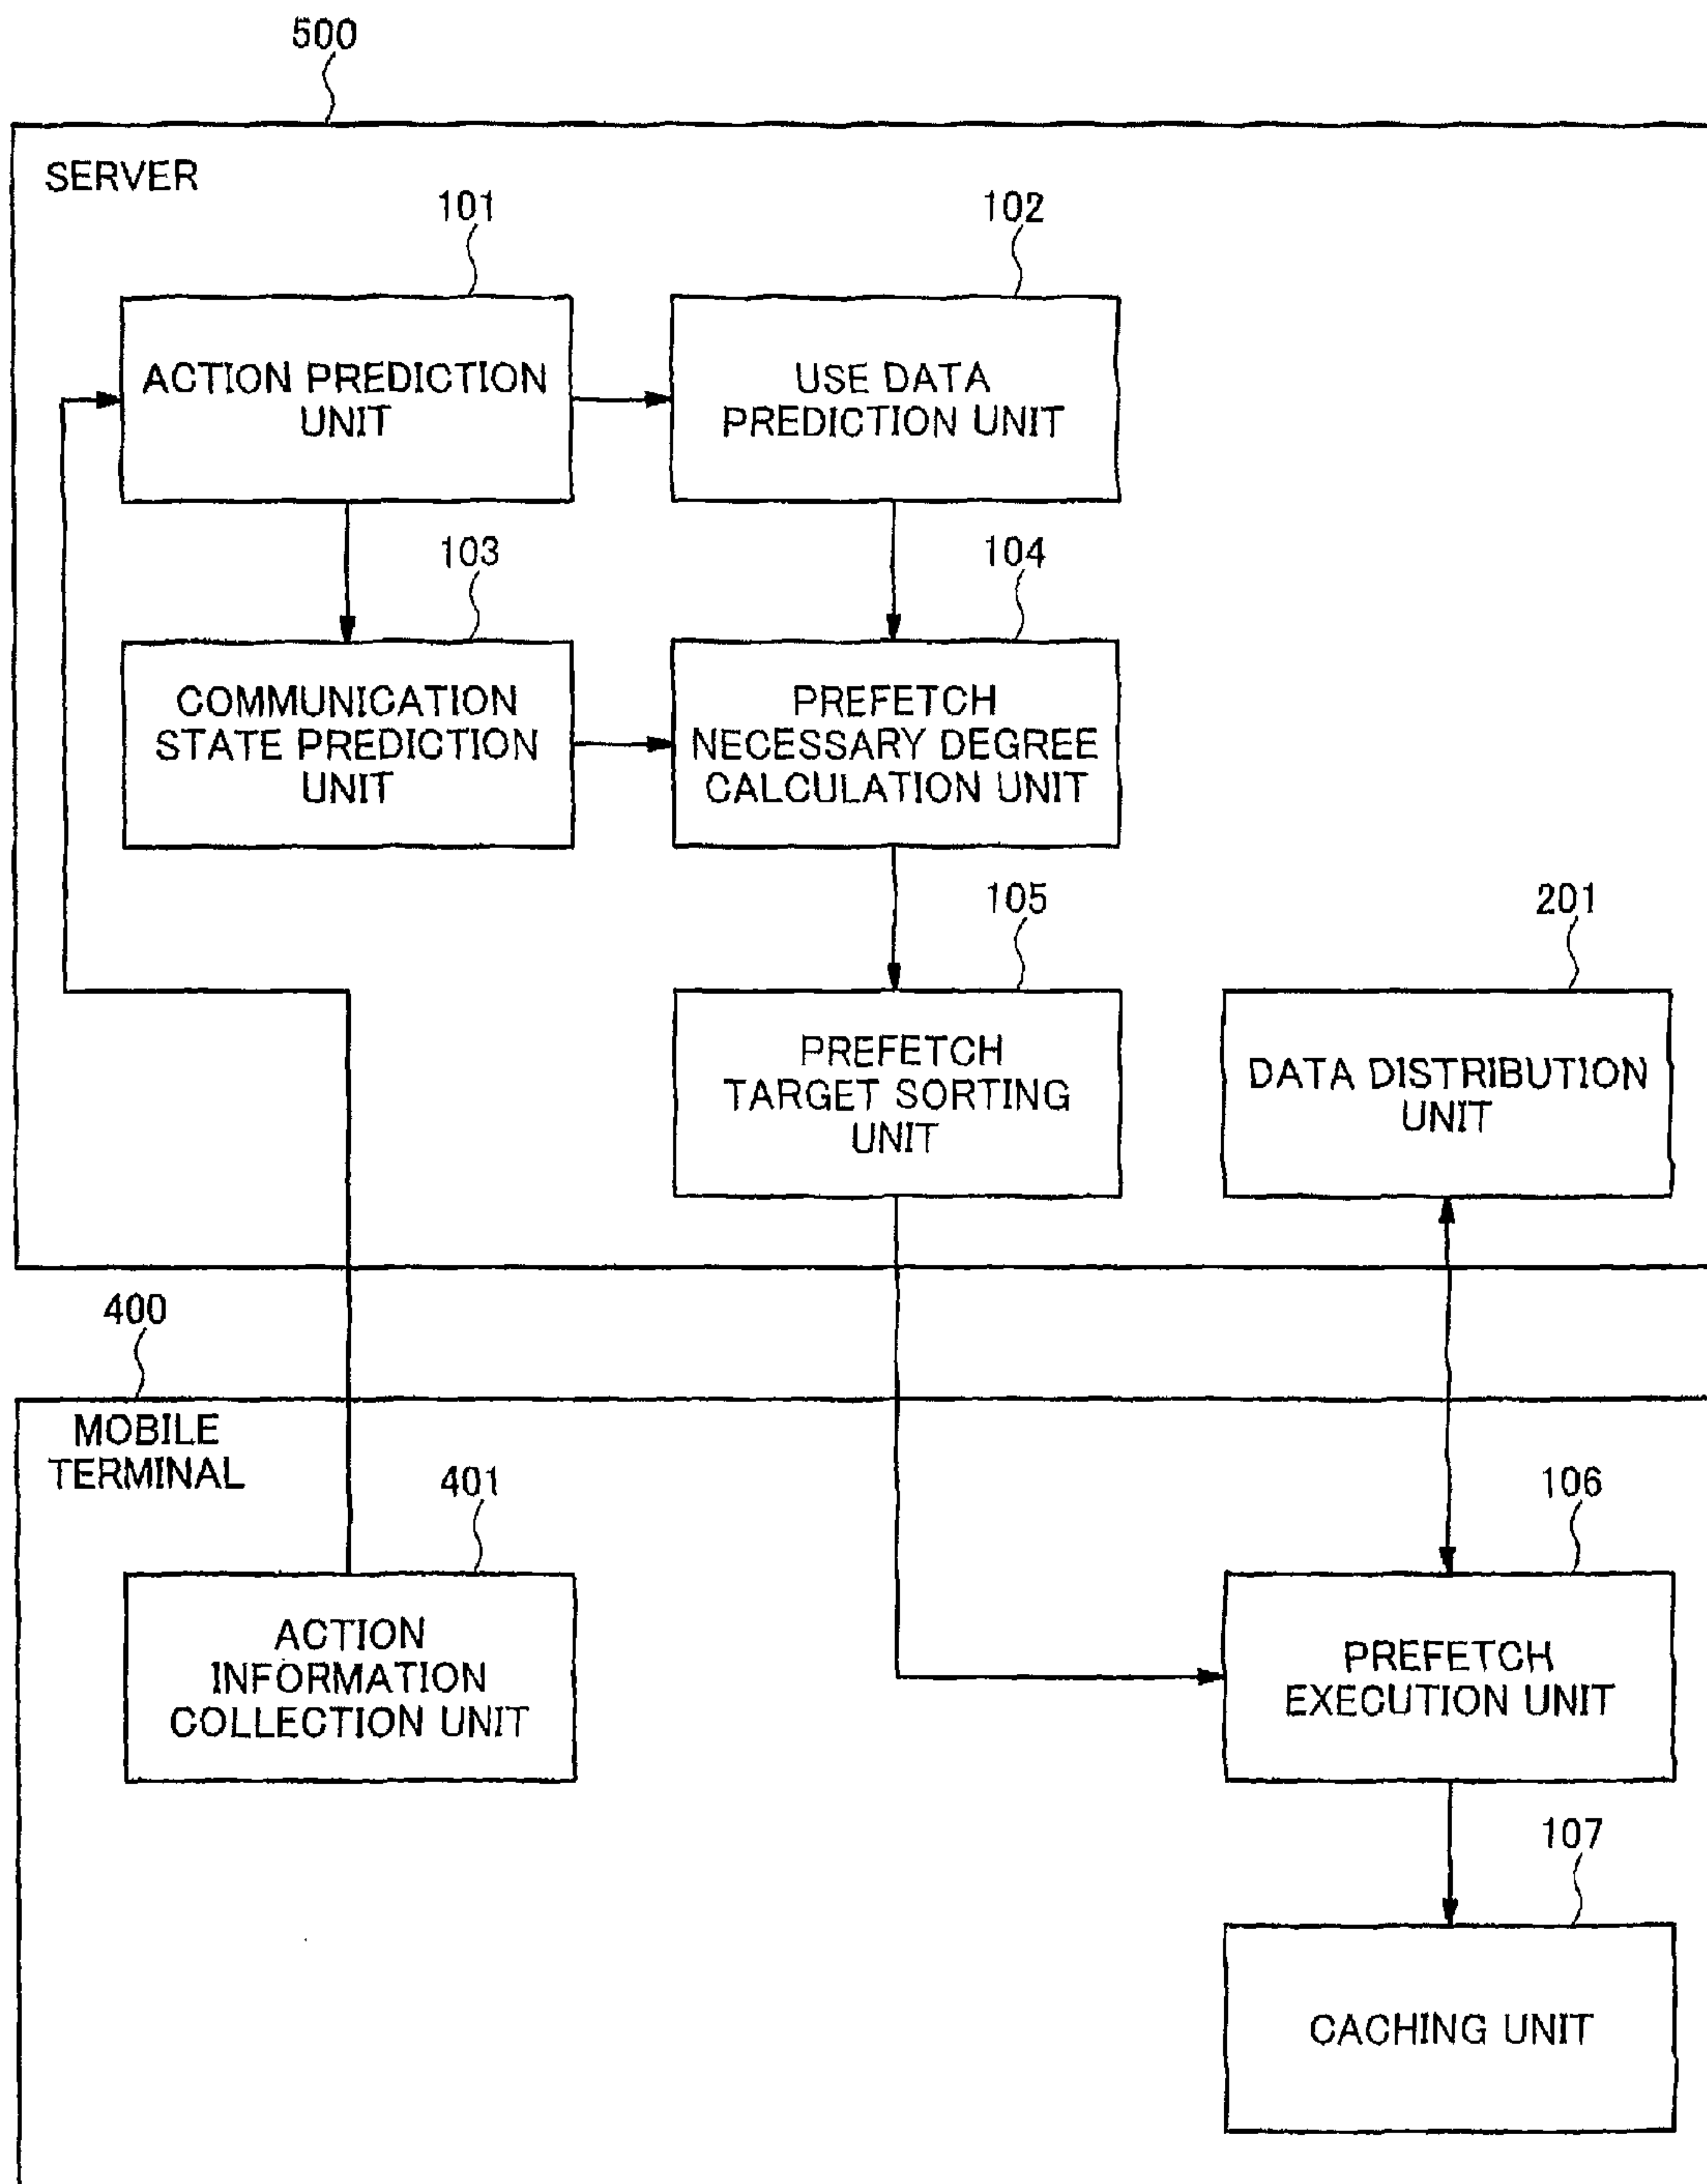 500
SERVER
101
102
ACTION PREDICTION
UNIT
USE DATA
PREDICTION UNIT
103
104
COMMUNICATION
STATE PREDICTION
UNIT
PREFETCH
NECESSARY DEGREE
CALCULATION UNIT
105
201
PREFETCH
TARGET SORTING
UNIT
DATA DISTRIBUTION
UNIT
400
MOBILE
TERMINAL
401
106
ACTION
INFORMATION
COLLECTION UNIT
PREFETCH
EXECUTION UNIT
107
CACHING UNIT